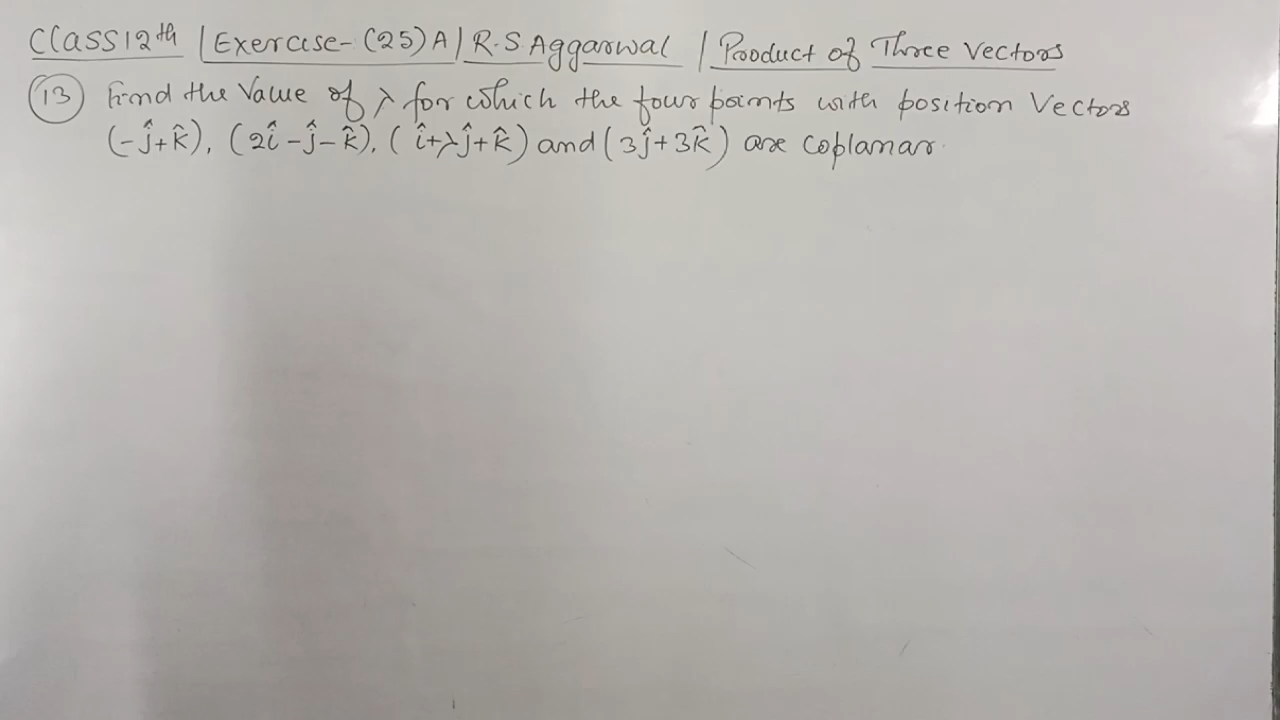 Class 12th | Exercise-(25)A | R.S Aggarwal | Product of Three Vectors
(13) Find the Value of λ for which the four points with position Vectors
(-ĵ+k̂), (2î-ĵ-k̂), (î+λĵ+k̂) and (3ĵ+3k̂) are coplanar.